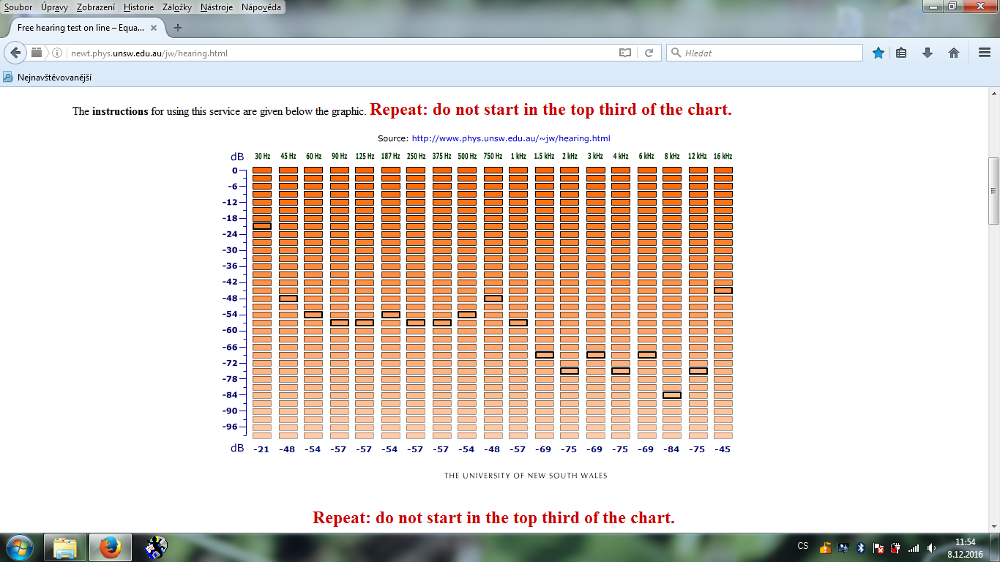 Soubor Úpravy Zobrazení Historie Záložky Nástroje Nápověda
Free hearing test on line – Equa...
newt.phys.unsw.edu.au/jw/hearing.html
Hledat
Nejnavštěvovanější
The instructions for using this service are given below the graphic. Repeat: do not start in the top third of the chart.
Source: http://www.phys.unsw.edu.au/~jw/hearing.html
dB 30 Hz 45 Hz 60 Hz 90 Hz 125 Hz 187 Hz 250 Hz 375 Hz 500 Hz 750 Hz 1 kHz 1.5 kHz 2 kHz 3 kHz 4 kHz 6 kHz 8 kHz 12 kHz 16 kHz
0
-6
-12
-18
-24
-30
-36
-42
-48
-54
-60
-66
-72
-78
-84
-90
-96
dB -21 -48 -54 -57 -57 -54 -57 -57 -54 -48 -57 -69 -75 -69 -75 -69 -84 -75 -45
THE UNIVERSITY OF NEW SOUTH WALES
Repeat: do not start in the top third of the chart.
CS
11:54
8.12.2016